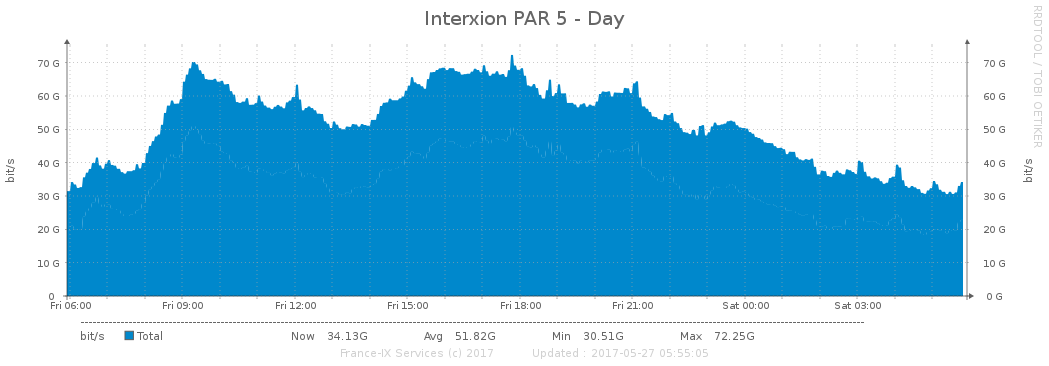 Interxion PAR 5 - Day
RRDTOOL / TOBI OETIKER
bit/s
bit/s
70 G 70 G
60 G 60 G
50 G 50 G
40 G 40 G
30 G 30 G
20 G 20 G
10 G 10 G
0 0 G
Fri 06:00 Fri 09:00 Fri 12:00 Fri 15:00 Fri 18:00 Fri 21:00 Sat 00:00 Sat 03:00
bit/s Total Now 34.13G Avg 51.82G Min 30.51G Max 72.25G
France-IX Services (c) 2017 Updated : 2017-05-27 05:55:05